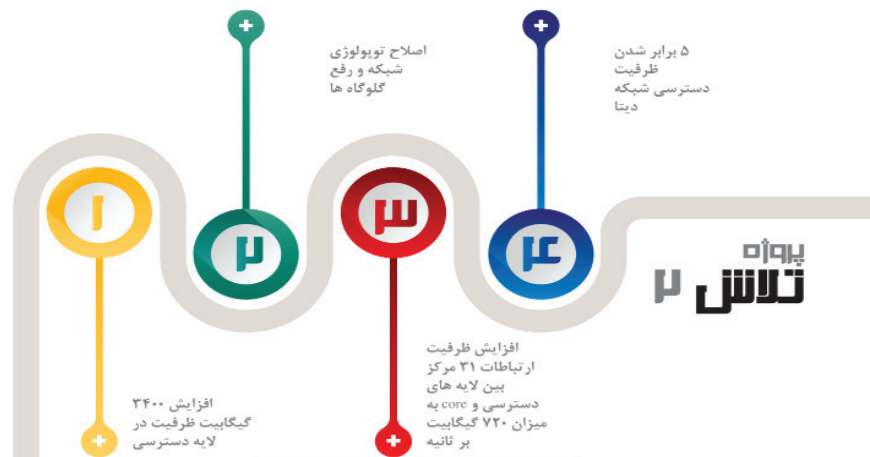 پروژه
تلاش ۲
۱
افزایش ۳۴۰۰
گیگابیت ظرفیت در
لایه دسترسی
۲
اصلاح توپولوژی
شبکه و رفع
گلوگاه ها
۳
افزایش ظرفیت
ارتباطات ۳۱ مرکز
بین لایه های
دسترسی و core به
میزان ۷۲۰ گیگابیت
بر ثانیه
۴
۵ برابر شدن
ظرفیت
دسترسی شبکه
دیتا